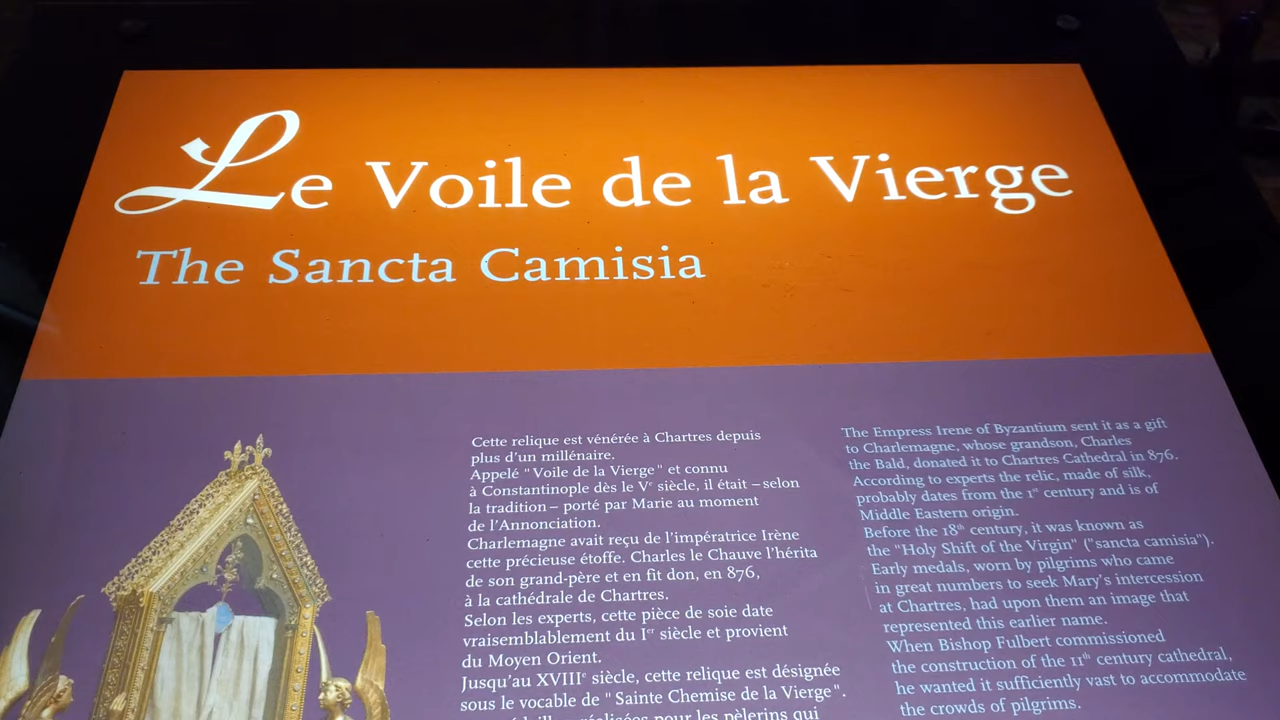 Le Voile de la Vierge
The Sancta Camisia
Cette relique est vénérée à Chartres depuis
plus d'un millénaire.
Appelé "Voile de la Vierge" et connu
à Constantinople dès le Ve siècle, il était – selon
la tradition – porté par Marie au moment
de l'Annonciation.
Charlemagne avait reçu de l'impératrice Irène
cette précieuse étoffe. Charles le Chauve l'hérita
de son grand-père et en fit don, en 876,
à la cathédrale de Chartres.
Selon les experts, cette pièce de soie date
vraisemblablement du Ier siècle et provient
du Moyen Orient.
Jusqu'au XVIIIe siècle, cette relique est désignée
sous le vocable de "Sainte Chemise de la Vierge".
réalisées pour les pèlerins qui
The Empress Irene of Byzantium sent it as a gift
to Charlemagne, whose grandson, Charles
the Bald, donated it to Chartres Cathedral in 876.
According to experts the relic, made of silk,
probably dates from the 1st century and is of
Middle Eastern origin.
Before the 18th century, it was known as
the "Holy Shift of the Virgin" ("sancta camisia").
Early medals, worn by pilgrims who came
in great numbers to seek Mary's intercession
at Chartres, had upon them an image that
represented this earlier name.
When Bishop Fulbert commissioned
the construction of the 11th century cathedral,
he wanted it sufficiently vast to accommodate
the crowds of pilgrims.